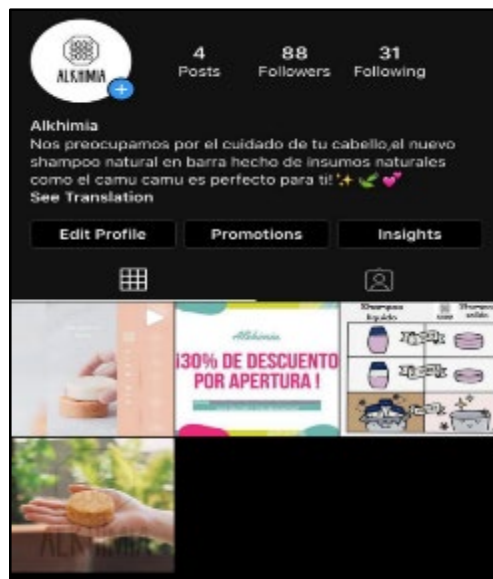 ALKHIMIA
4 88 31
Posts Followers Following
Alkhimia
Nos preocupamos por el cuidado de tu cabello,el nuevo
shampoo natural en barra hecho de insumos naturales
como el camu camu es perfecto para ti!
See Translation
Edit Profile Promotions Insights
Alkhimia
¡30% DE DESCUENTO
POR APERTURA !
Shampoo líquido
Shampoo sólido
ALKHIMIA